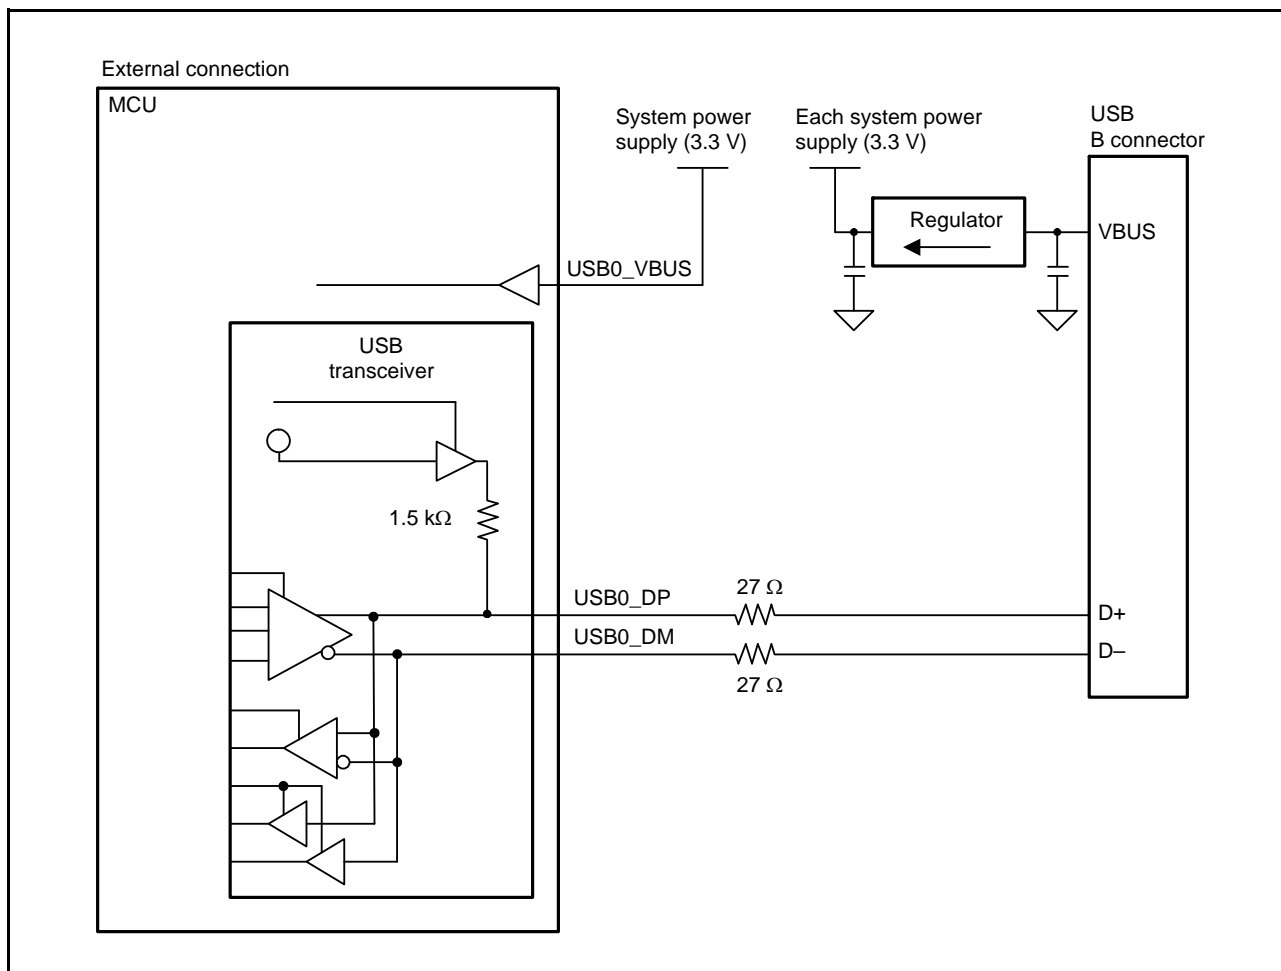 External connection
MCU
System power
supply (3.3 V)
Each system power
supply (3.3 V)
USB
B connector
Regulator
VBUS
USB0_VBUS
USB
transceiver
1.5 kΩ
USB0_DP
27 Ω
D+
USB0_DM
D–
27 Ω